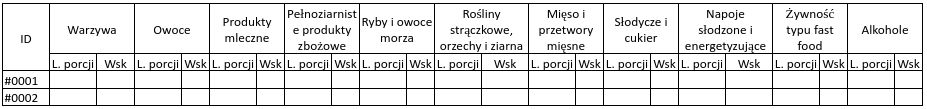 ID
Warzywa
Owoce
Produkty
mleczne
Pełnoziarnist
e produkty
zbożowe
Ryby i owoce
morza
Rośliny
strączkowe,
orzechy i ziarna
Mięso i
przetwory
mięsne
Słodycze i
cukier
Napoje
słodzone i
energetyzujące
Żywność
typu fast
food
Alkohole
L. porcji Wsk L. porcji Wsk L. porcji Wsk L. porcji Wsk L. porcji Wsk L. porcji Wsk L. porcji Wsk L. porcji Wsk L. porcji Wsk L. porcji Wsk L. porcji Wsk
#0001
#0002